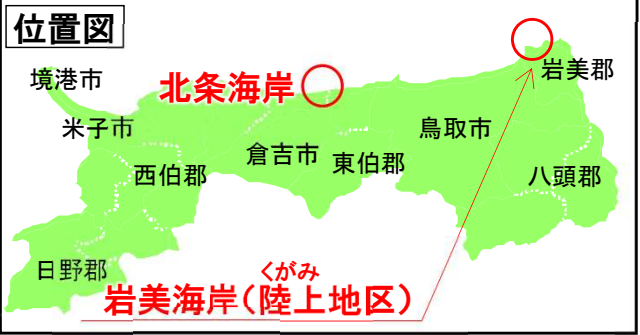 位置図
境港市
北条海岸
岩美郡
米子市
鳥取市
倉吉市
東伯郡
西伯郡
八頭郡
日野郡
くがみ
岩美海岸（陸上地区）